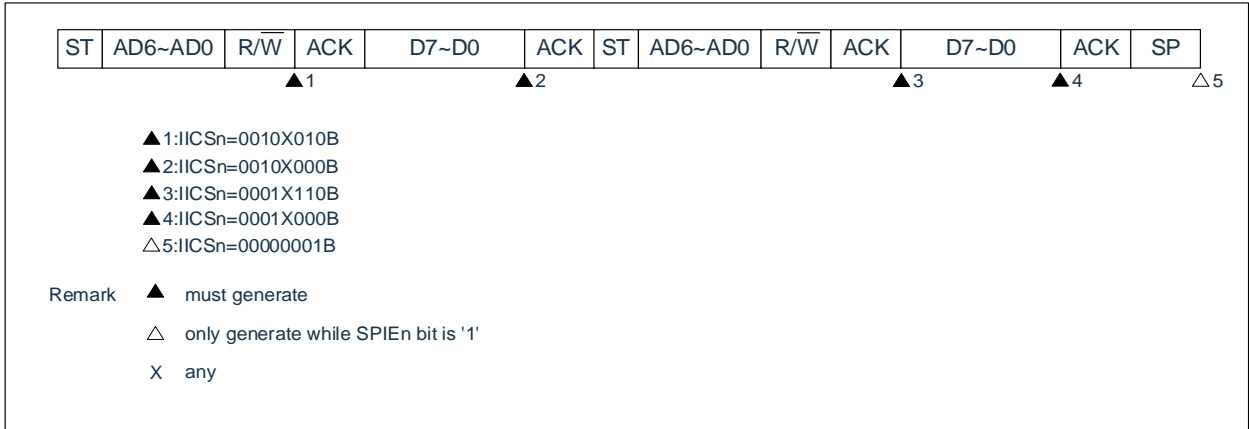 ST AD6~AD0 R/W̅ ACK D7~D0 ACK ST AD6~AD0 R/W̅ ACK D7~D0 ACK SP
▲1 ▲2 ▲3 ▲4 △5
▲1:IICSn=0010X010B
▲2:IICSn=0010X000B
▲3:IICSn=0001X110B
▲4:IICSn=0001X000B
△5:IICSn=00000001B
Remark ▲ must generate
△ only generate while SPIEn bit is '1'
X any